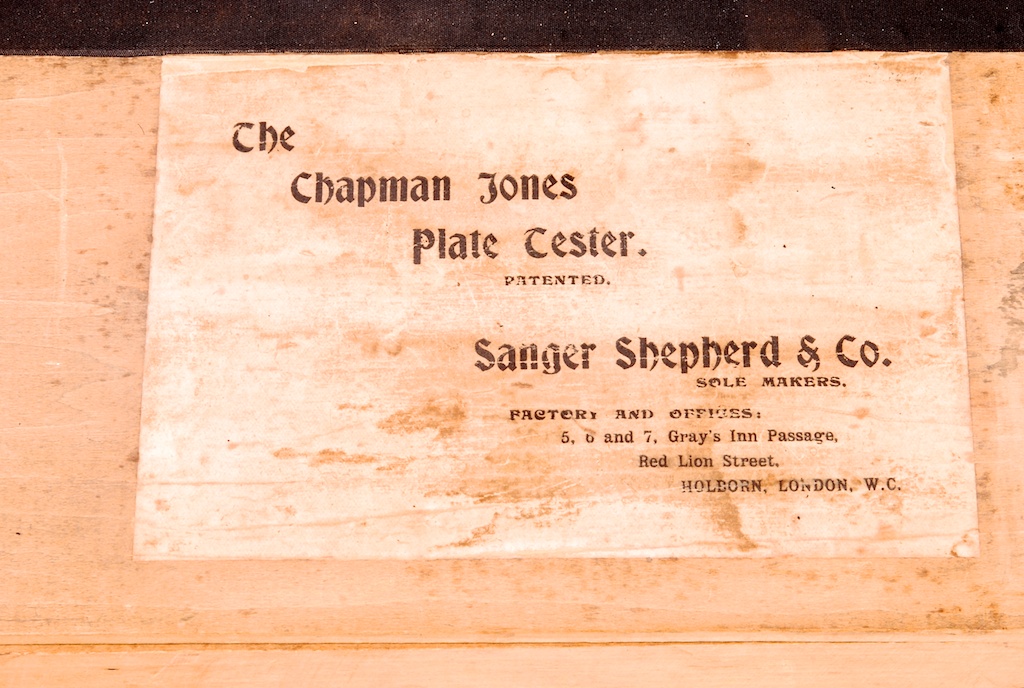 The
Chapman Jones
Plate Tester.
PATENTED.
Sanger Shepherd & Co.
SOLE MAKERS.
FACTORY AND OFFICES:
5, 6 and 7, Gray's Inn Passage,
Red Lion Street,
HOLBORN, LONDON, W.C.